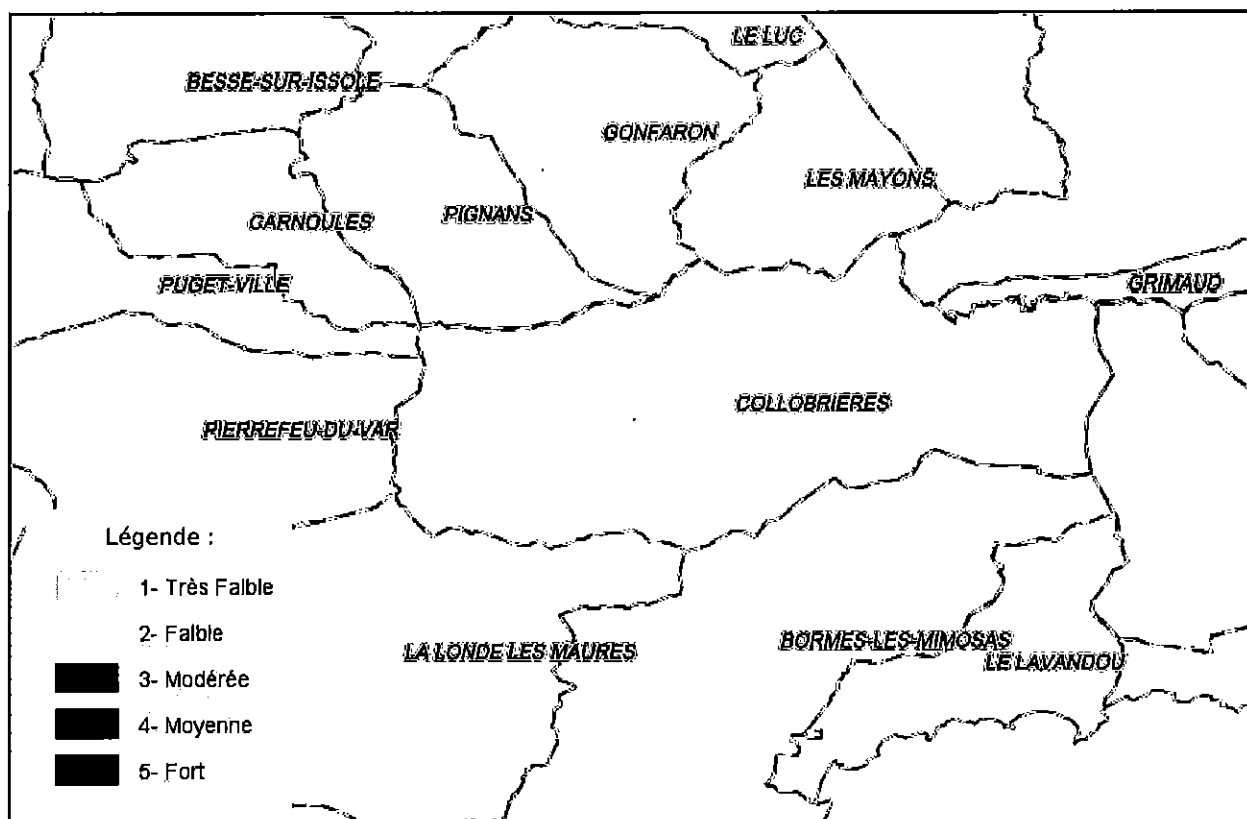 LE LUC
BESSE-SUR-ISSOLE
GONFARON
LES MAYONS
CARNOULES
PIGNANS
PUGET-VILLE
GRIMAUD
COLLOBRIERES
PIERREFEU-DU-VAR
Légende :
1- Très Faible
2- Faible
3- Modérée
4- Moyenne
5- Fort
LA LONDE LES MAURES
BORMES-LES-MIMOSAS
LE LAVANDOU